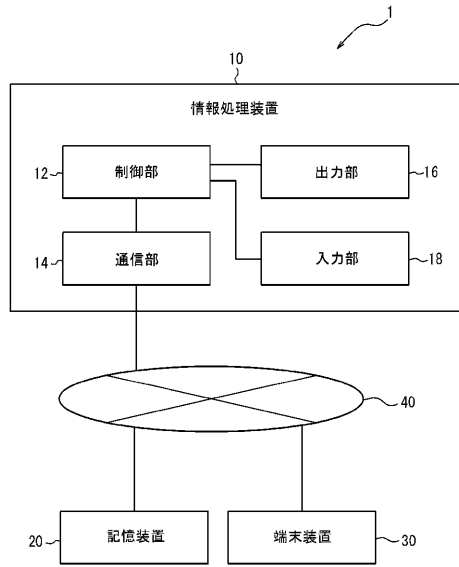 1
10
情報処理装置
12 制御部 出力部 16
14 通信部 入力部 18
40
20 記憶装置 端末装置 30